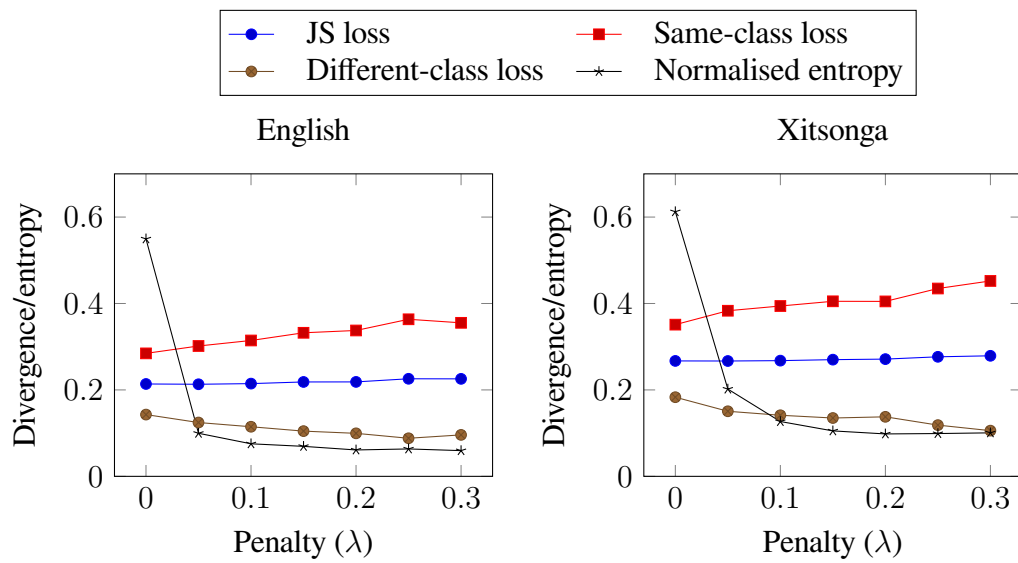 JS loss
Same-class loss
Different-class loss
Normalised entropy
English
Divergence/entropy
0.6
0.4
0.2
0
0
0.1
0.2
0.3
Penalty (λ)
Xitsonga
Divergence/entropy
0.6
0.4
0.2
0
0
0.1
0.2
0.3
Penalty (λ)